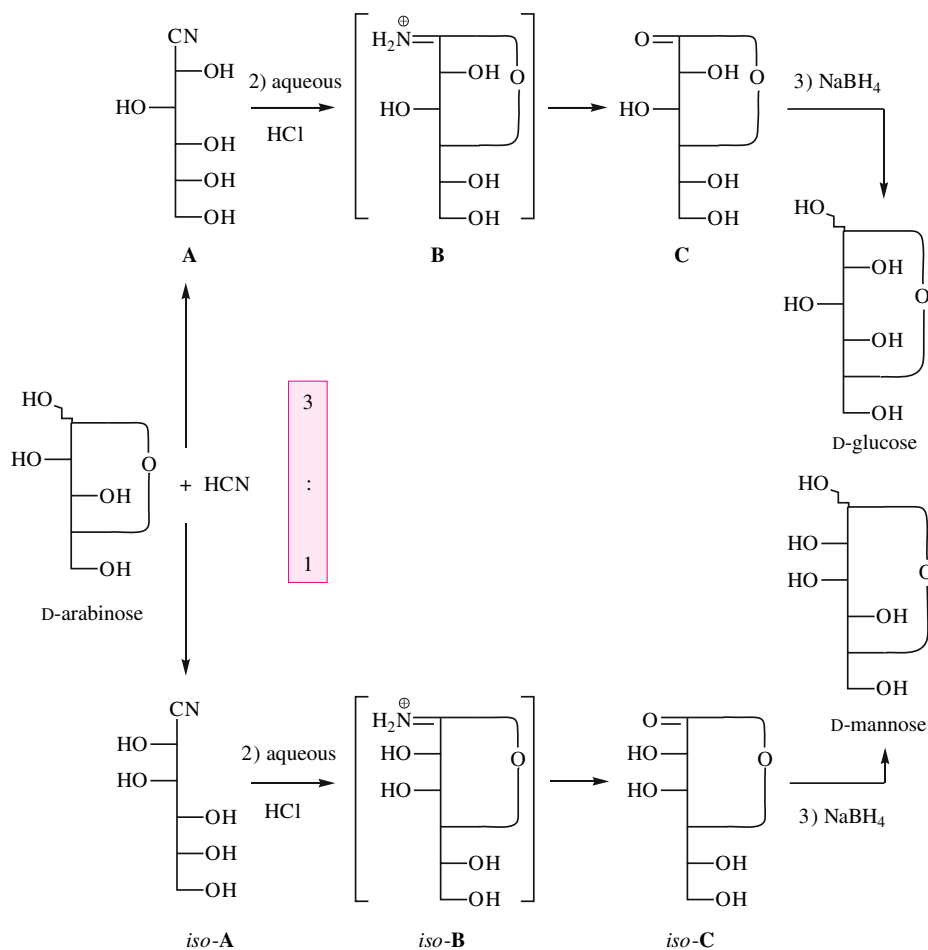 CN
OH
HO
OH
OH
OH
A
2) aqueous
HCl
⊕
H₂N
OH
O
HO
OH
OH
B
O
OH
O
HO
OH
OH
C
3) NaBH₄
HO
OH
O
HO
OH
OH
D-glucose
HO
HO
O
OH
OH
D-arabinose
+ HCN
3
:
1
HO
HO
O
HO
OH
OH
D-mannose
CN
HO
HO
OH
OH
OH
iso-A
2) aqueous
HCl
⊕
H₂N
HO
O
HO
OH
OH
iso-B
O
HO
O
HO
OH
OH
iso-C
3) NaBH₄